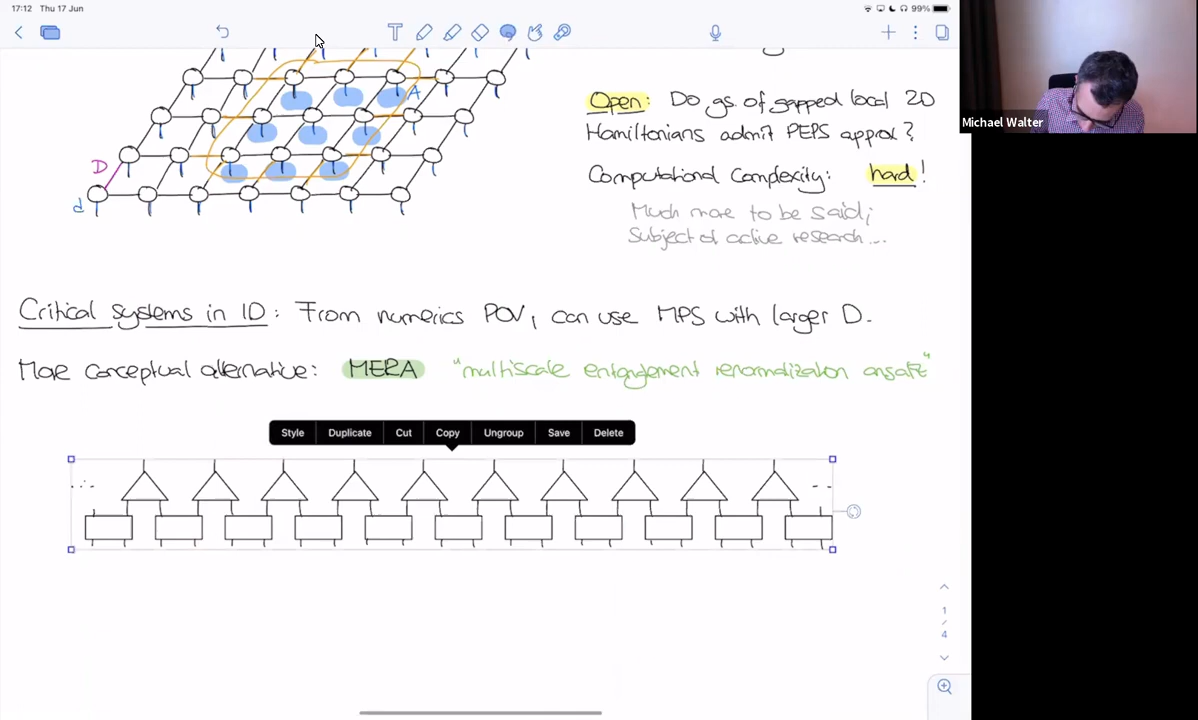 17:12 Thu 17 Jun
99%
T
D
d
A
Open: Do gs. of gapped local 2D
Hamiltonians admit PEPS approx?
Computational Complexity: hard!
Much more to be said;
Subject of active research...
Michael Walter
Critical systems in 1D: From numerics POV, can use MPS with larger D.
More conceptual alternative: MERA "multiscale entanglement renormalization ansatz"
Style Duplicate Cut Copy Ungroup Save Delete
1
/
4